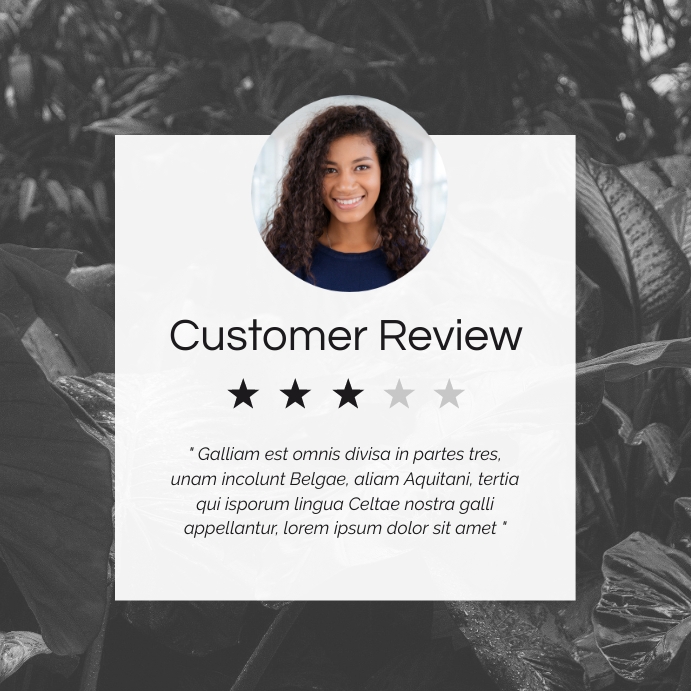 Customer Review
" Galliam est omnis divisa in partes tres,
unam incolunt Belgae, aliam Aquitani, tertia
qui isporum lingua Celtae nostra galli
appellantur, lorem ipsum dolor sit amet "